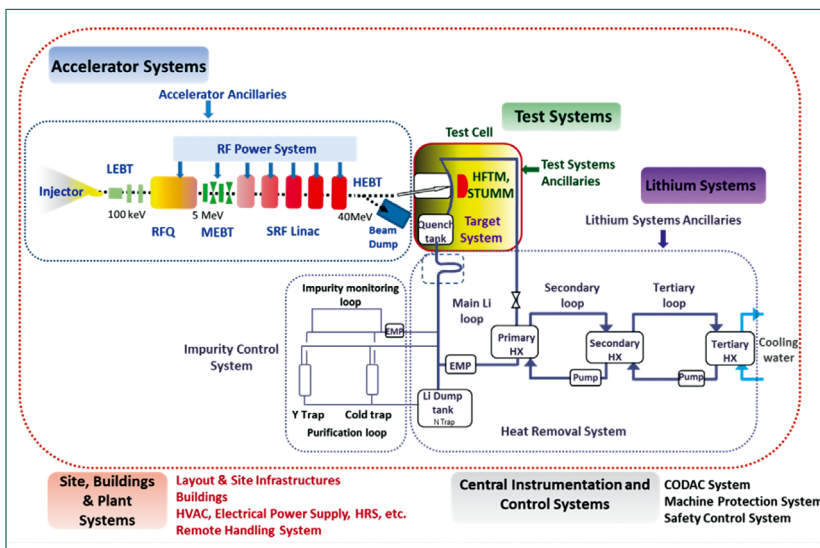 Accelerator Systems
Accelerator Ancillaries
RF Power System
LEBT
HEBT
Injector
100 keV
5 MeV
40MeV
RFQ
MEBT
SRF Linac
Beam
Dump
Test Systems
Test Cell
Test Systems
Ancillaries
HFTM,
STUMM
Target
System
Quench
tank
Lithium Systems
Lithium Systems Ancillaries
Impurity monitoring
loop
EMP
Impurity Control
System
Y Trap
Cold trap
Purification loop
Main Li
loop
Secondary
loop
Tertiary loop
Primary
HX
Secondary
HX
Tertiary
HX
Cooling
water
EMP
Pump
Pump
Li Dump
tank
N Trap
Heat Removal System
Site, Buildings
& Plant
Systems
Layout & Site Infrastructures
Buildings
HVAC, Electrical Power Supply, HRS, etc.
Remote Handling System
Central Instrumentation and
Control Systems
CODAC System
Machine Protection System
Safety Control System